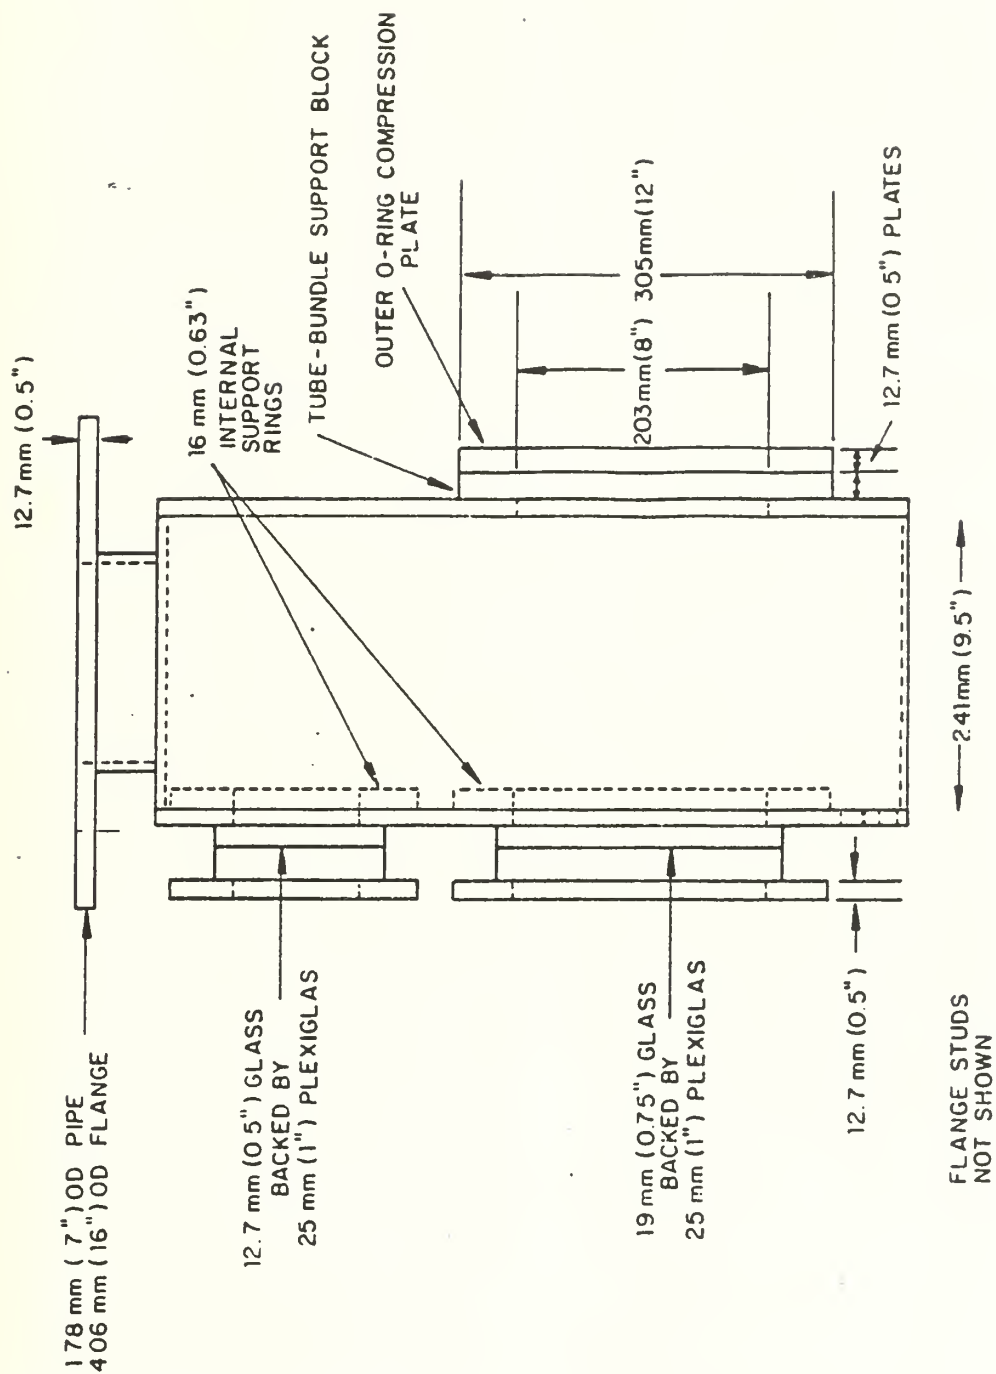 178 mm ( 7") OD PIPE
406 mm (16") OD FLANGE
12.7mm (0.5")
16 mm (0.63")
INTERNAL
SUPPORT
RINGS
TUBE-BUNDLE SUPPORT BLOCK
OUTER O-RING COMPRESSION
PLATE
12.7 mm (0 5") GLASS
BACKED BY
25 mm (1") PLEXIGLAS
203mm(8") 305mm(12")
19 mm (0.75") GLASS
BACKED BY
25 mm (1") PLEXIGLAS
12.7 mm (0 5") PLATES
12.7 mm (0.5")
241mm (9.5")
FLANGE STUDS
NOT SHOWN